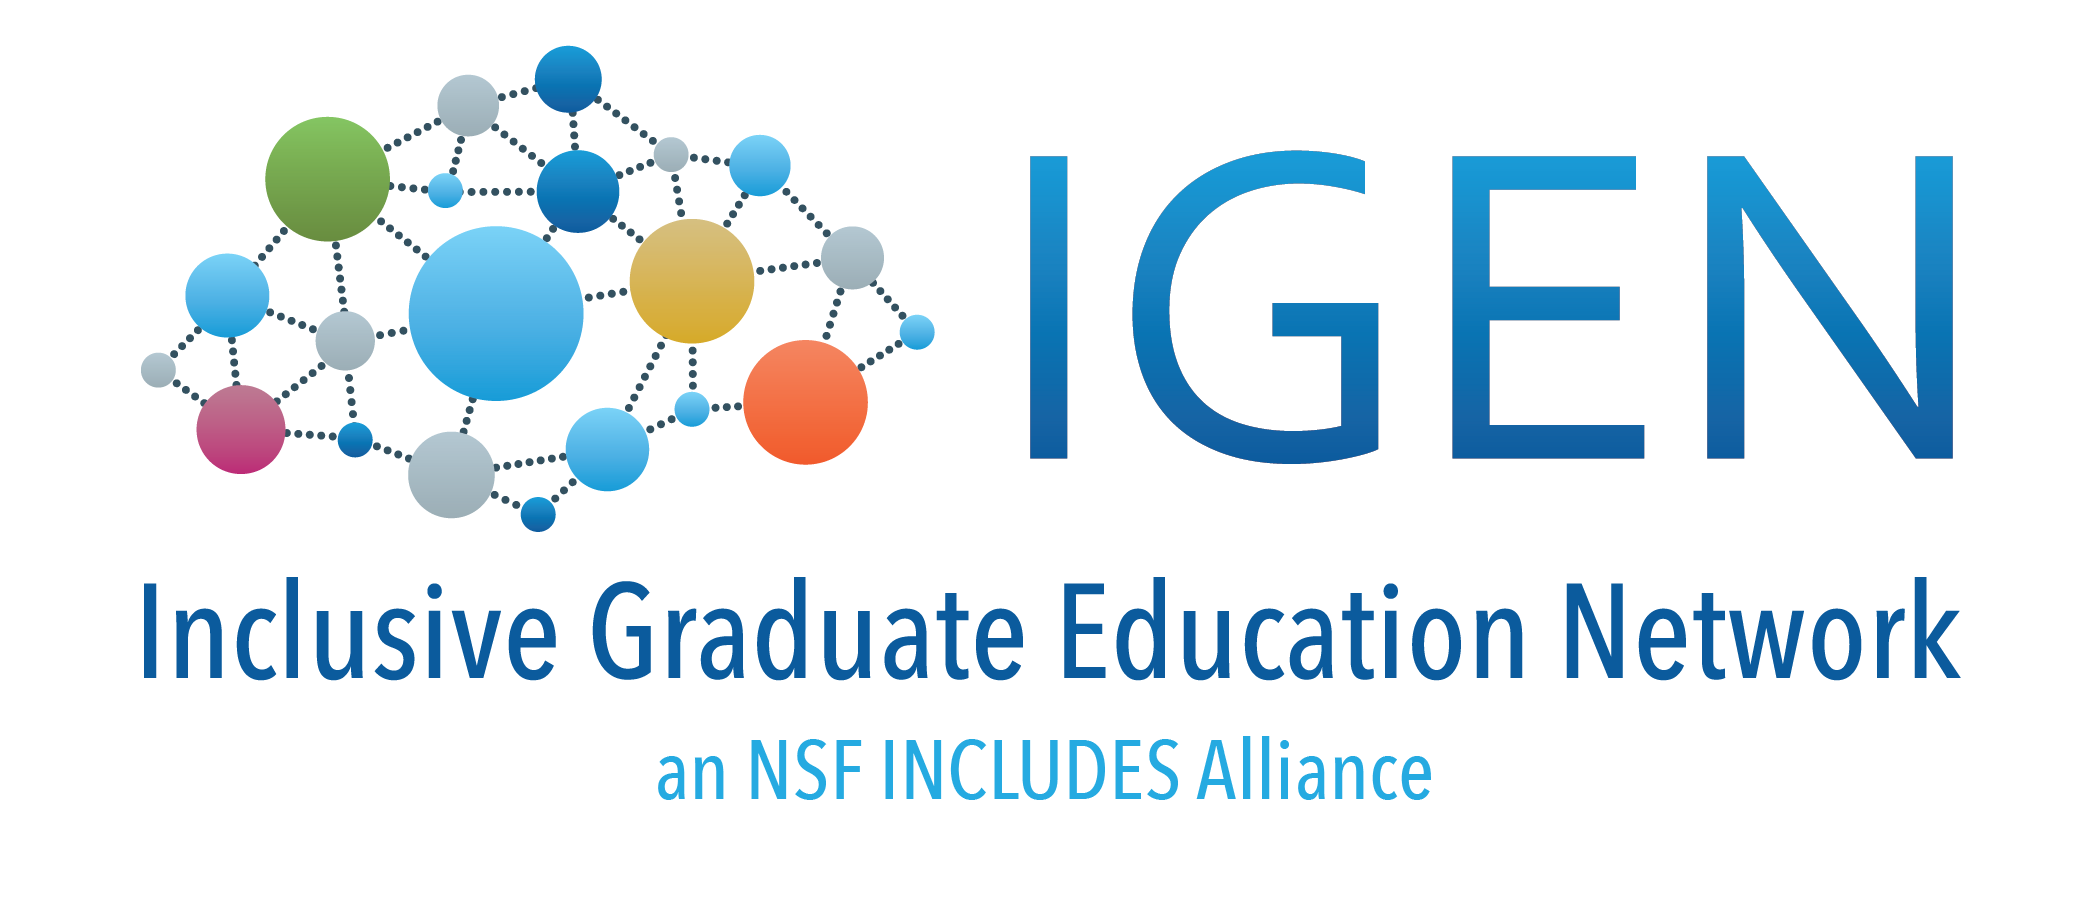 IGEN
Inclusive Graduate Education Network
an NSF INCLUDES Alliance